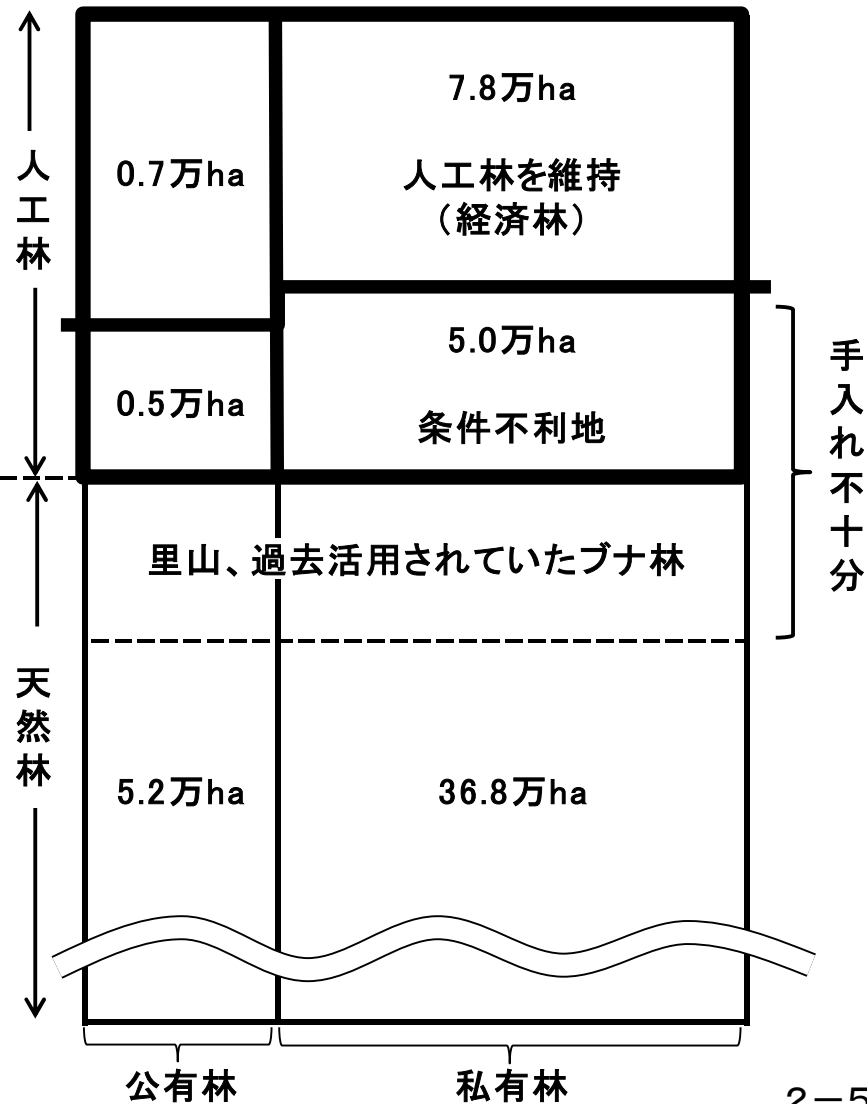 人工林
0.7万ha
7.8万ha
人工林を維持
（経済林）
0.5万ha
5.0万ha
条件不利地
手入れ不十分
里山、過去活用されていたブナ林
天然林
5.2万ha
36.8万ha
公有林
私有林
2－5